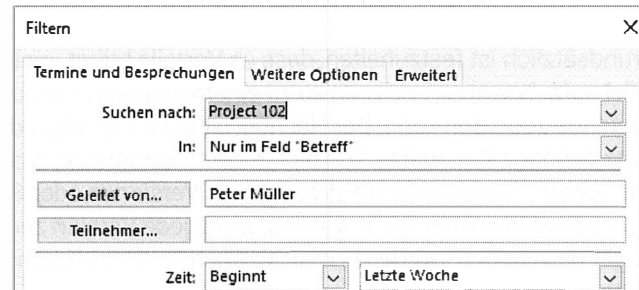 Filtern
Termine und Besprechungen Weitere Optionen Erweitert
Suchen nach: Project 102
In: Nur im Feld "Betreff"
Geleitet von... Peter Müller
Teilnehmer...
Zeit: Beginnt Letzte Woche